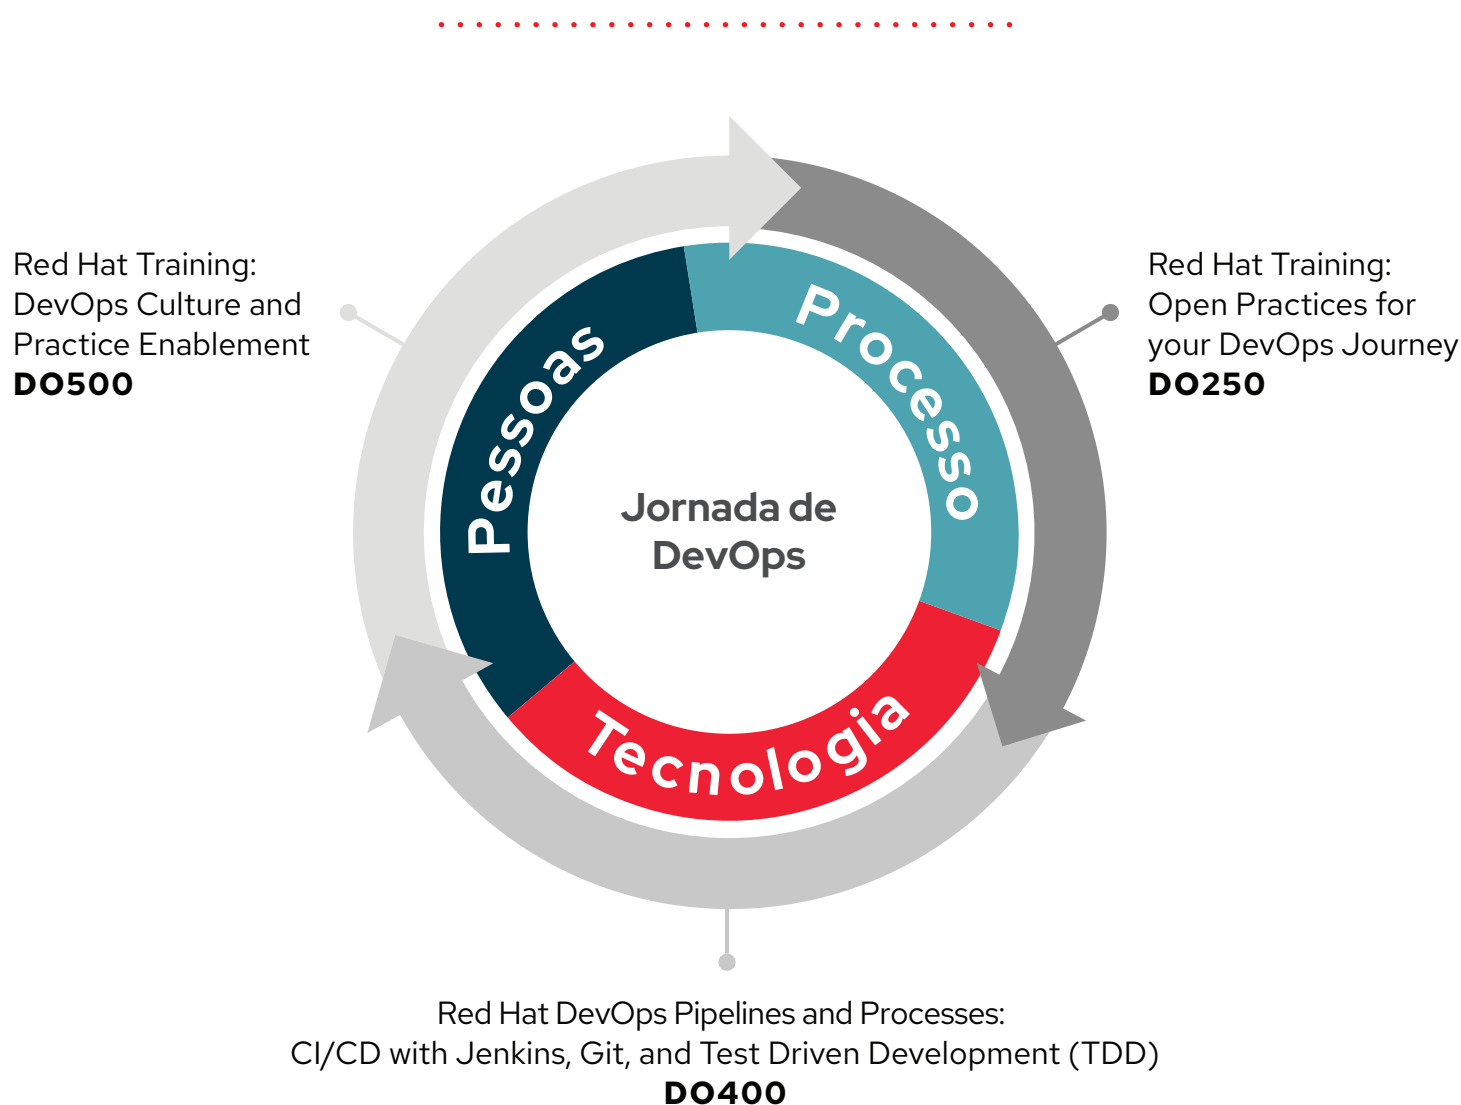 Red Hat Training:
DevOps Culture and
Practice Enablement
DO500
Red Hat Training:
Open Practices for
your DevOps Journey
DO250
Pessoas
Processo
Tecnologia
Jornada de
DevOps
Red Hat DevOps Pipelines and Processes:
CI/CD with Jenkins, Git, and Test Driven Development (TDD)
DO400